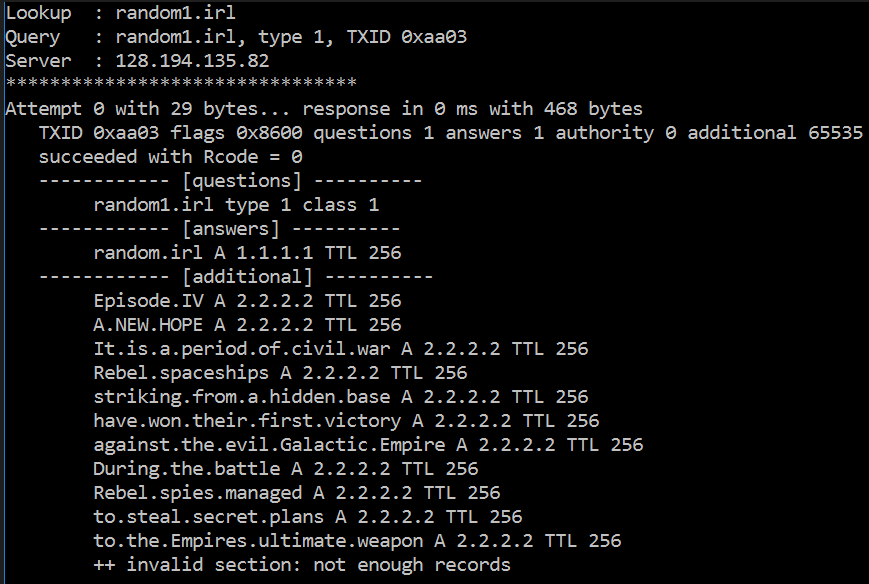 Lookup  : random1.irl
Query   : random1.irl, type 1, TXID 0xaa03
Server  : 128.194.135.82
********************************
Attempt 0 with 29 bytes... response in 0 ms with 468 bytes
   TXID 0xaa03 flags 0x8600 questions 1 answers 1 authority 0 additional 65535
   succeeded with Rcode = 0
   ------------ [questions] ----------
        random1.irl type 1 class 1
   ------------ [answers] ----------
        random.irl A 1.1.1.1 TTL 256
   ------------ [additional] ----------
        Episode.IV A 2.2.2.2 TTL 256
        A.NEW.HOPE A 2.2.2.2 TTL 256
        It.is.a.period.of.civil.war A 2.2.2.2 TTL 256
        Rebel.spaceships A 2.2.2.2 TTL 256
        striking.from.a.hidden.base A 2.2.2.2 TTL 256
        have.won.their.first.victory A 2.2.2.2 TTL 256
        against.the.evil.Galactic.Empire A 2.2.2.2 TTL 256
        During.the.battle A 2.2.2.2 TTL 256
        Rebel.spies.managed A 2.2.2.2 TTL 256
        to.steal.secret.plans A 2.2.2.2 TTL 256
        to.the.Empires.ultimate.weapon A 2.2.2.2 TTL 256
        ++ invalid section: not enough records